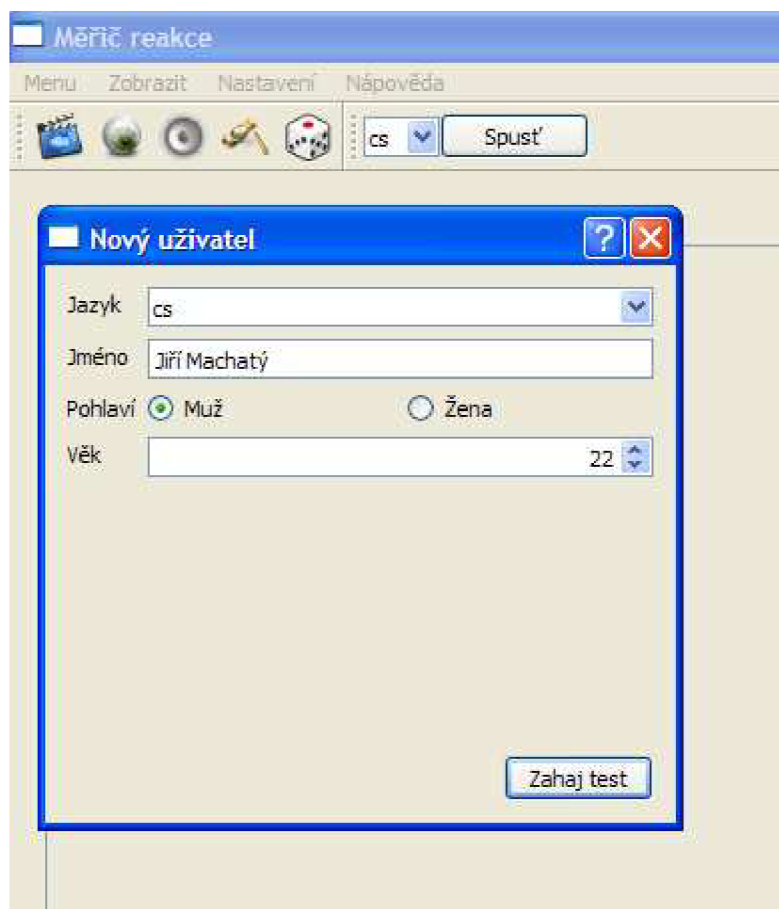 Měřič reakce
Menu Zobrazit Nastavení Nápověda
cs Spusť
Nový uživatel
Jazyk cs
Jméno Jiří Machatý
Pohlaví Muž Žena
Věk 22
Zahaj test